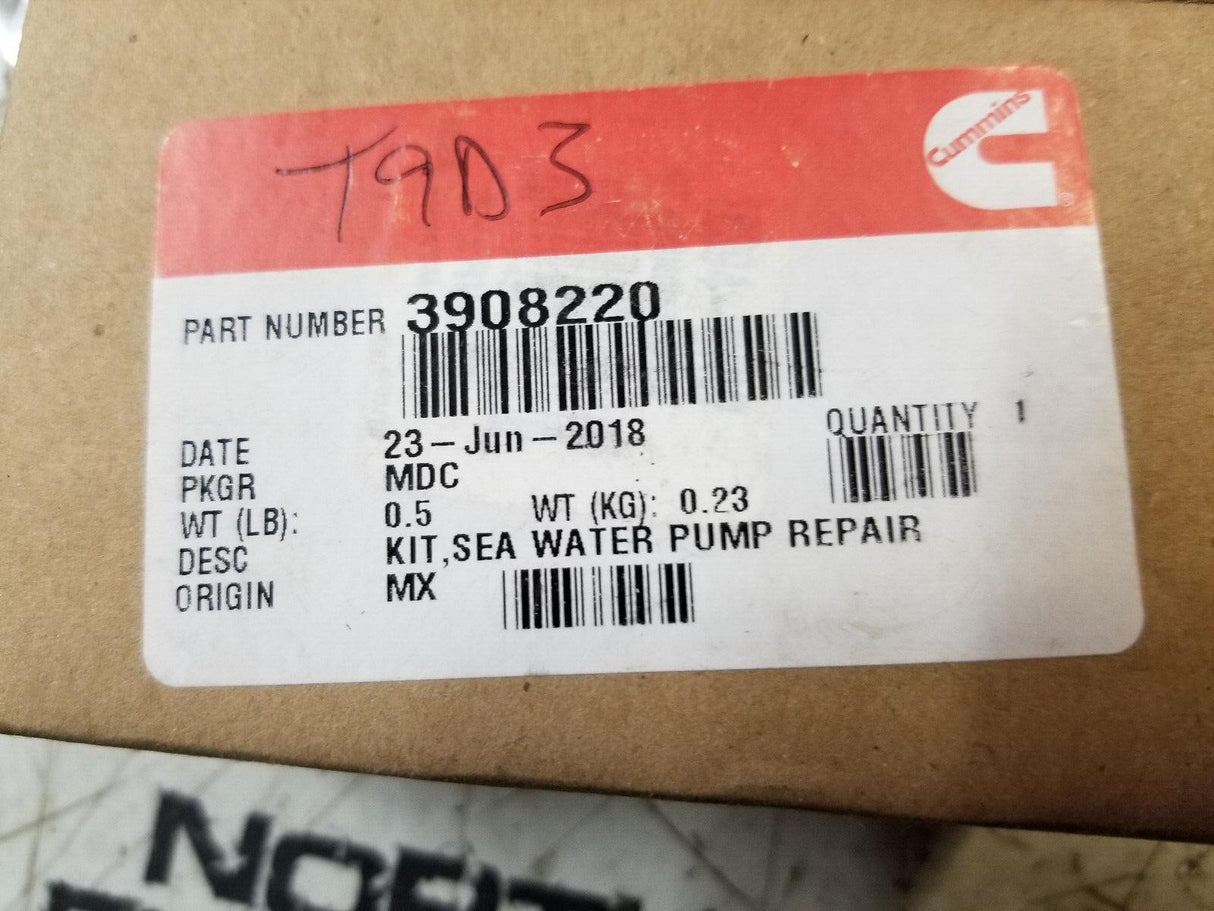 T9D3
Cummins
PART NUMBER 3908220
DATE 23-Jun-2018
QUANTITY 1
PKGR MDC
WT (LB): 0.5 WT (KG): 0.23
DESC KIT,SEA WATER PUMP REPAIR
ORIGIN MX